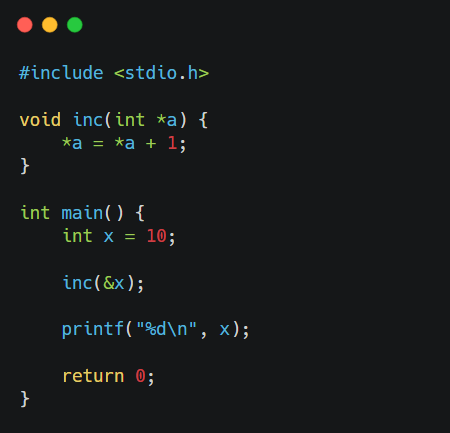 #include <stdio.h>

void inc(int *a) {
    *a = *a + 1;
}

int main() {
    int x = 10;

    inc(&x);

    printf("%d\n", x);

    return 0;
}